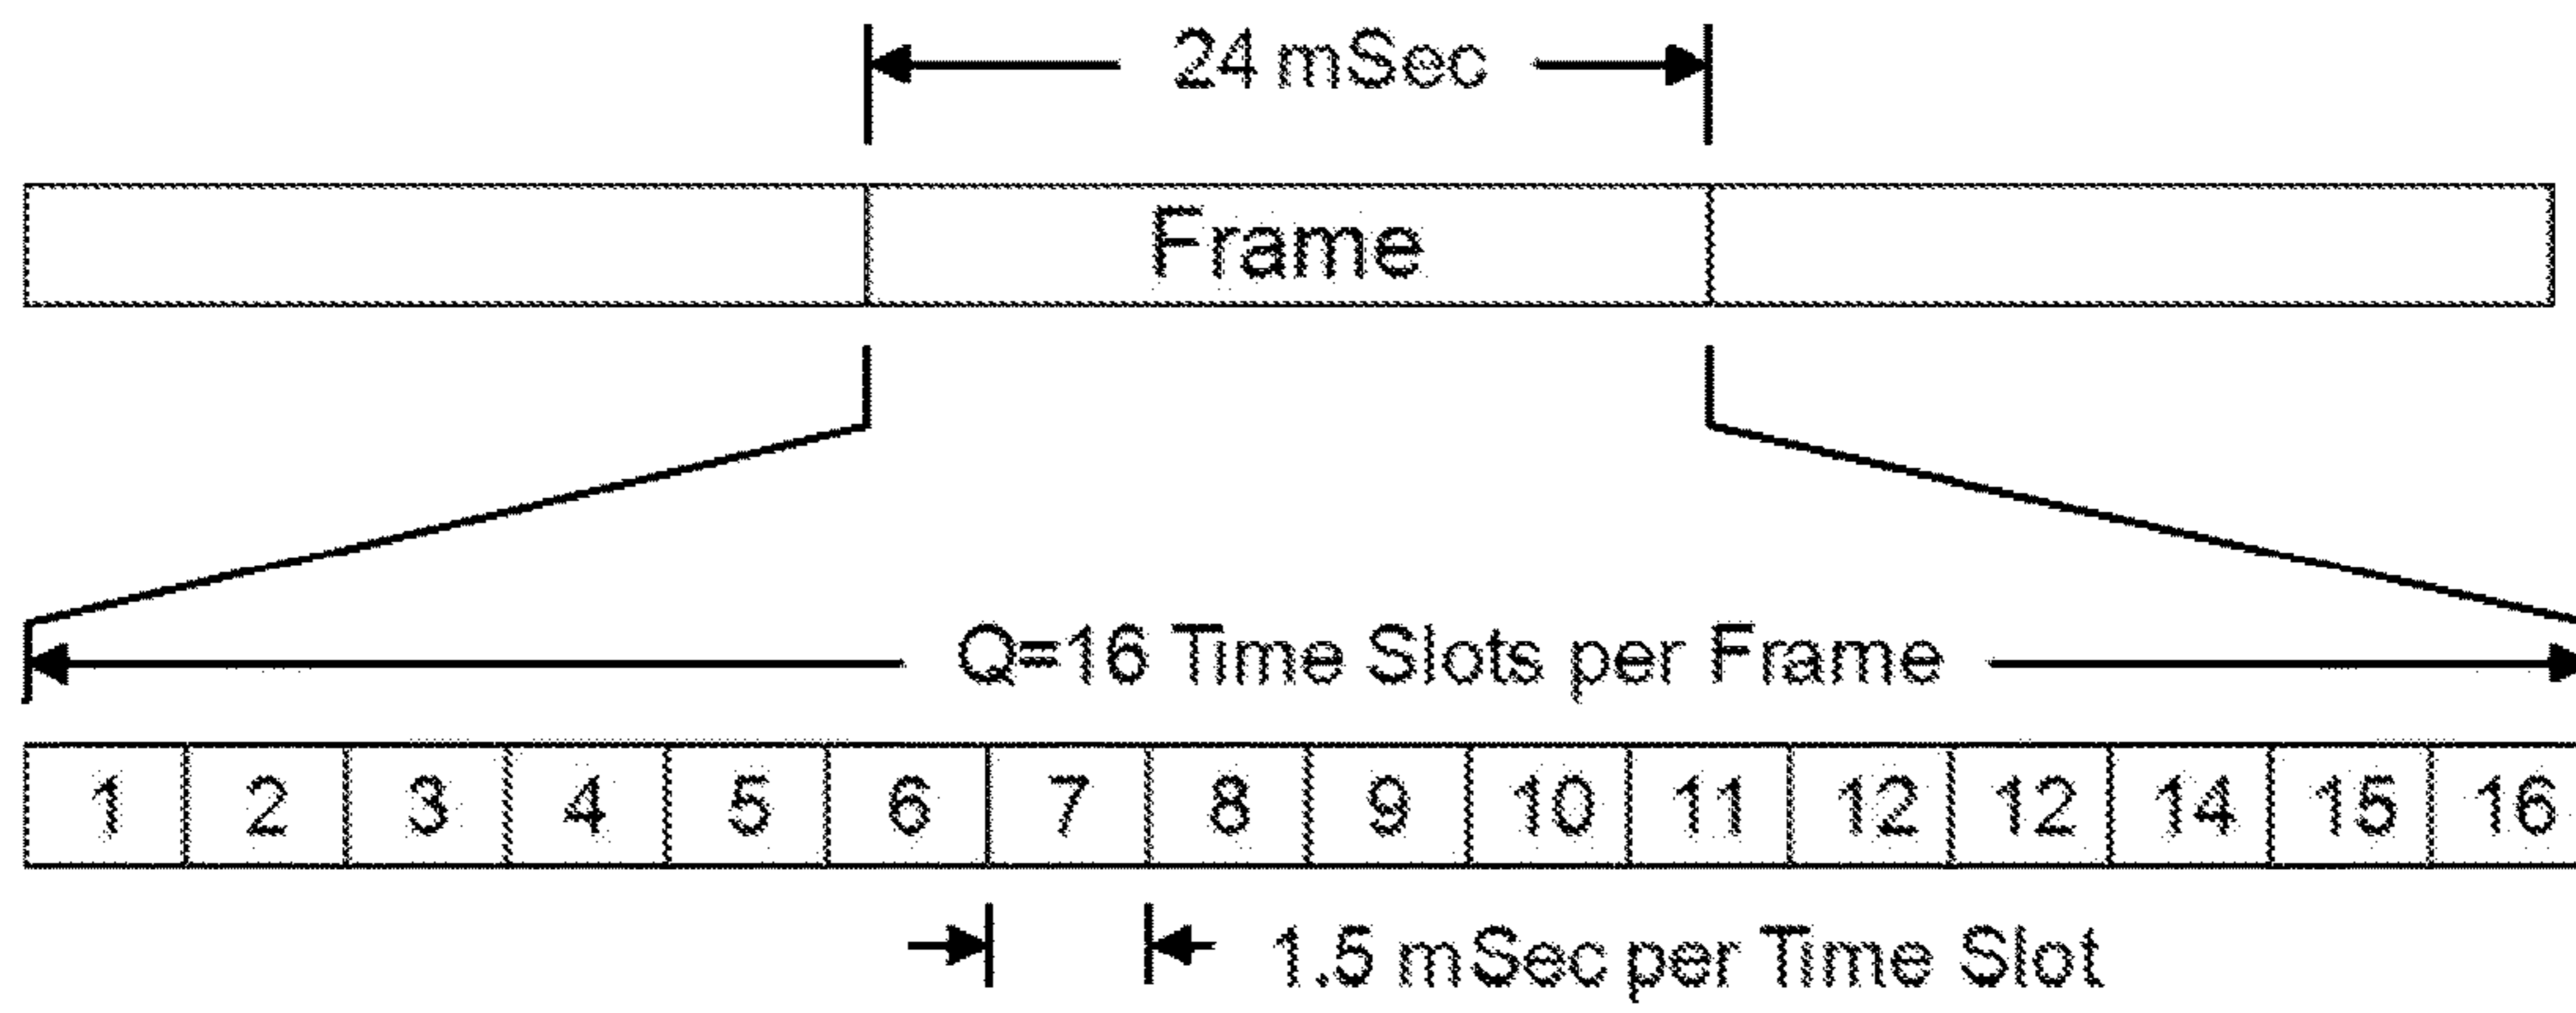 24 mSec
Frame
Q=16 Time Slots per Frame
1 2 3 4 5 6 7 8 9 10 11 12 12 14 15 16
1.5 mSec per Time Slot